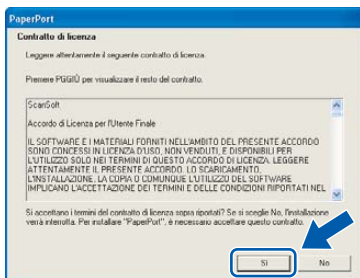 PaperPort
Contratto di licenza
Leggere attentamente il seguente contratto di licenza.
Premere PGGIÙ per visualizzare il resto del contratto.
ScanSoft
Accordo di Licenza per l'Utente Finale
IL SOFTWARE E I MATERIALI FORNITI NELL'AMBITO DEL PRESENTE ACCORDO
SONO CONCESSI IN LICENZA D'USO, NON VENDUTI, E DISPONIBILI PER
L'UTILIZZO SOLO NEI TERMINI DI QUESTO ACCORDO DI LICENZA. LEGGERE
ATTENTAMENTE IL PRESENTE ACCORDO. LO SCARICAMENTO,
L'INSTALLAZIONE, LA COPIA O COMUNQUE L'UTILIZZO DEL SOFTWARE
IMPLICANO L'ACCETTAZIONE DEI TERMINI E DELLE CONDIZIONI RIPORTATI NEL
Si accettano i termini del contratto di licenza sopra riportati? Se si sceglie No, l'installazione
verrà interrotta. Per installare "PaperPort", è necessario accettare questo contratto.
Sì
No